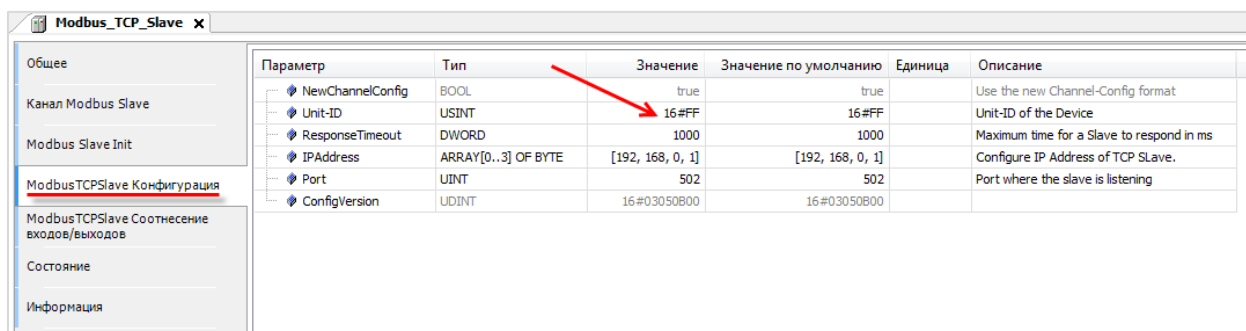 Modbus_TCP_Slave X
Общее
Канал Modbus Slave
Modbus Slave Init
ModbusTCPSlave Конфигурация
ModbusTCPSlave Соотнесение
входов/выходов
Состояние
Информация
Параметр Тип Значение Значение по умолчанию Единица Описание
NewChannelConfig BOOL true true Use the new Channel-Config format
Unit-ID USINT 16#FF 16#FF Unit-ID of the Device
ResponseTimeout DWORD 1000 1000 Maximum time for a Slave to respond in ms
IPAddress ARRAY[0..3] OF BYTE [192, 168, 0, 1] [192, 168, 0, 1] Configure IP Address of TCP SLave.
Port UINT 502 502 Port where the slave is listening
ConfigVersion UDINT 16#03050B00 16#03050B00